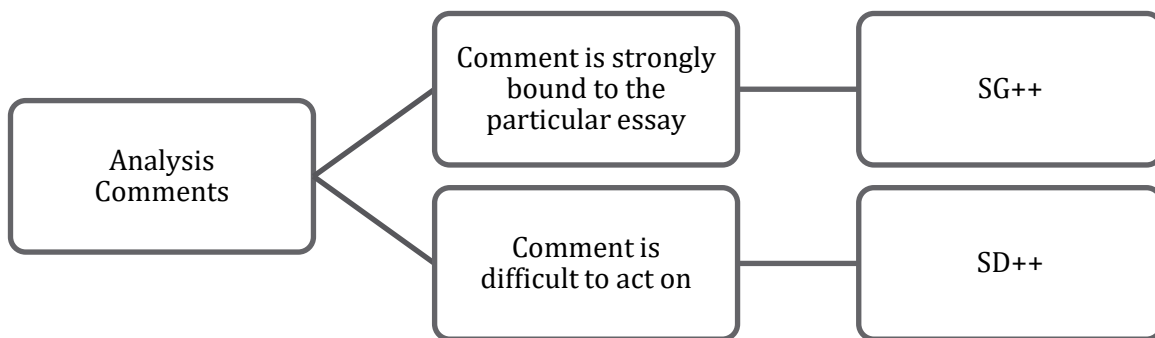 Analysis
Comments
Comment is strongly
bound to the
particular essay
SG++
Comment is
difficult to act on
SD++